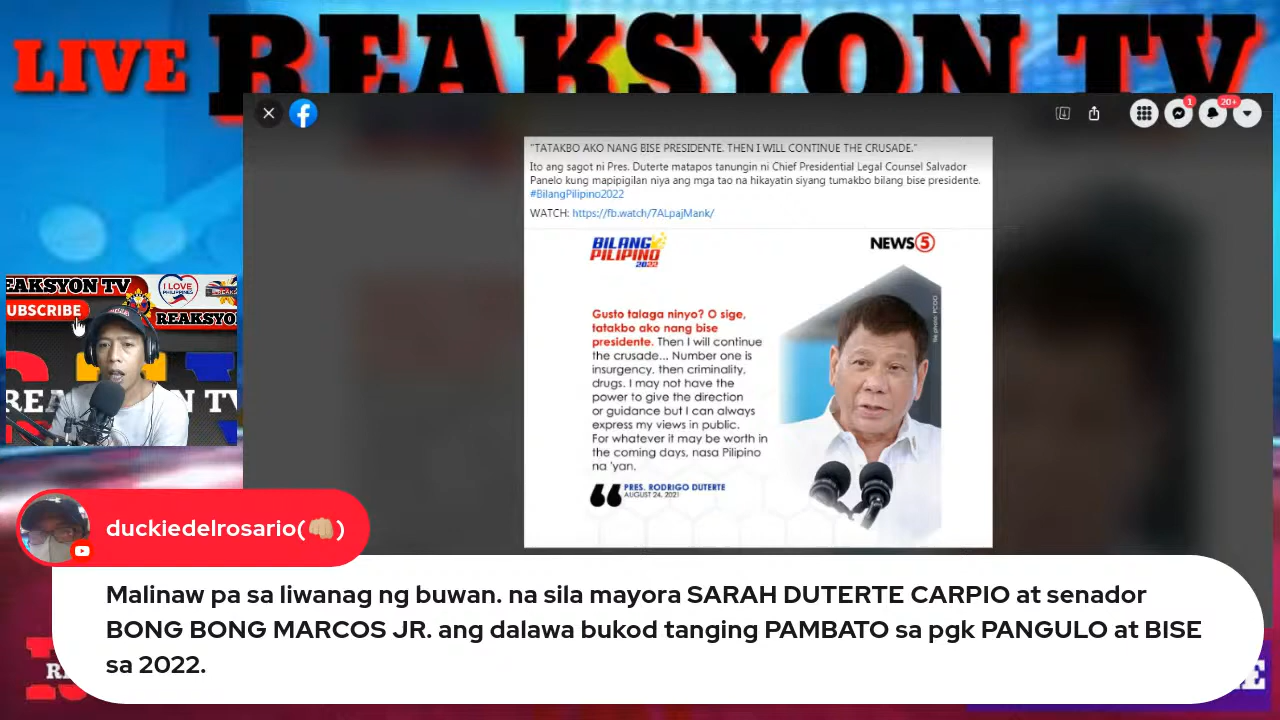 LIVE REAKSYON TV
1
20+
"TATAKBO AKO NANG BISE PRESIDENTE. THEN I WILL CONTINUE THE CRUSADE."
Ito ang sagot ni Pres. Duterte matapos tanungin ni Chief Presidential Legal Counsel Salvador
Panelo kung mapipigilan niya ang mga tao na hikayatin siyang tumakbo bilang bise presidente.
#BilangPilipino2022
WATCH: https://fb.watch/7ALpajMank/
BILANG
PILIPINO
2022
NEWS5
Gusto talaga ninyo? O sige,
tatakbo ako nang bise
presidente. Then I will continue
the crusade... Number one is
insurgency, then criminality,
drugs. I may not have the
power to give the direction
or guidance but I can always
express my views in public.
For whatever it may be worth in
the coming days, nasa Pilipino
na 'yan.
PRES. RODRIGO DUTERTE
AUGUST 24, 2021
EAKSYON TV
I LOVE
PHILIPPINES
UBSCRIBE
REAKSYO
REA
N TV
duckiedelrosario(👊🏼)
Malinaw pa sa liwanag ng buwan. na sila mayora SARAH DUTERTE CARPIO at senador
BONG BONG MARCOS JR. ang dalawa bukod tanging PAMBATO sa pgk PANGULO at BISE
sa 2022.